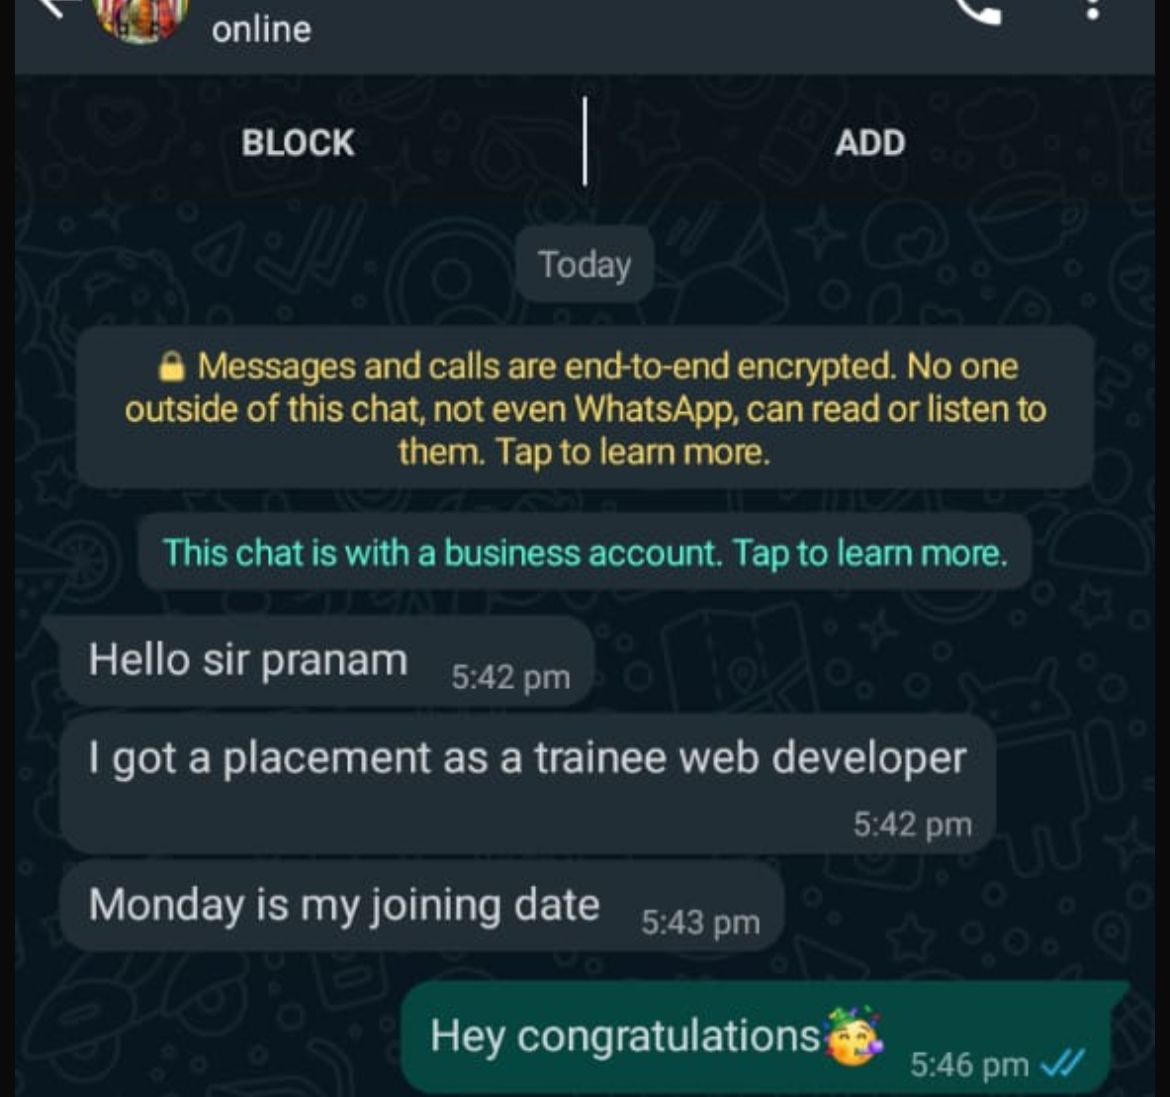 online
BLOCK
ADD
Today
🔒 Messages and calls are end-to-end encrypted. No one
outside of this chat, not even WhatsApp, can read or listen to
them. Tap to learn more.
This chat is with a business account. Tap to learn more.
Hello sir pranam 5:42 pm
I got a placement as a trainee web developer
5:42 pm
Monday is my joining date 5:43 pm
Hey congratulations🥳 5:46 pm